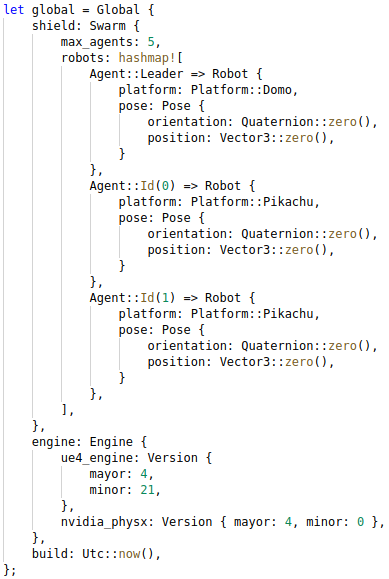 let global = Global {
    shield: Swarm {
        max_agents: 5,
        robots: hashmap![
            Agent::Leader => Robot {
                platform: Platform::Domo,
                pose: Pose {
                    orientation: Quaternion::zero(),
                    position: Vector3::zero(),
                }
            },
            Agent::Id(0) => Robot {
                platform: Platform::Pikachu,
                pose: Pose {
                    orientation: Quaternion::zero(),
                    position: Vector3::zero(),
                }
            },
            Agent::Id(1) => Robot {
                platform: Platform::Pikachu,
                pose: Pose {
                    orientation: Quaternion::zero(),
                    position: Vector3::zero(),
                }
            },
        ],
    },
    engine: Engine {
        ue4_engine: Version {
            mayor: 4,
            minor: 21,
        },
        nvidia_physx: Version { mayor: 4, minor: 0 },
    },
    build: Utc::now(),
};